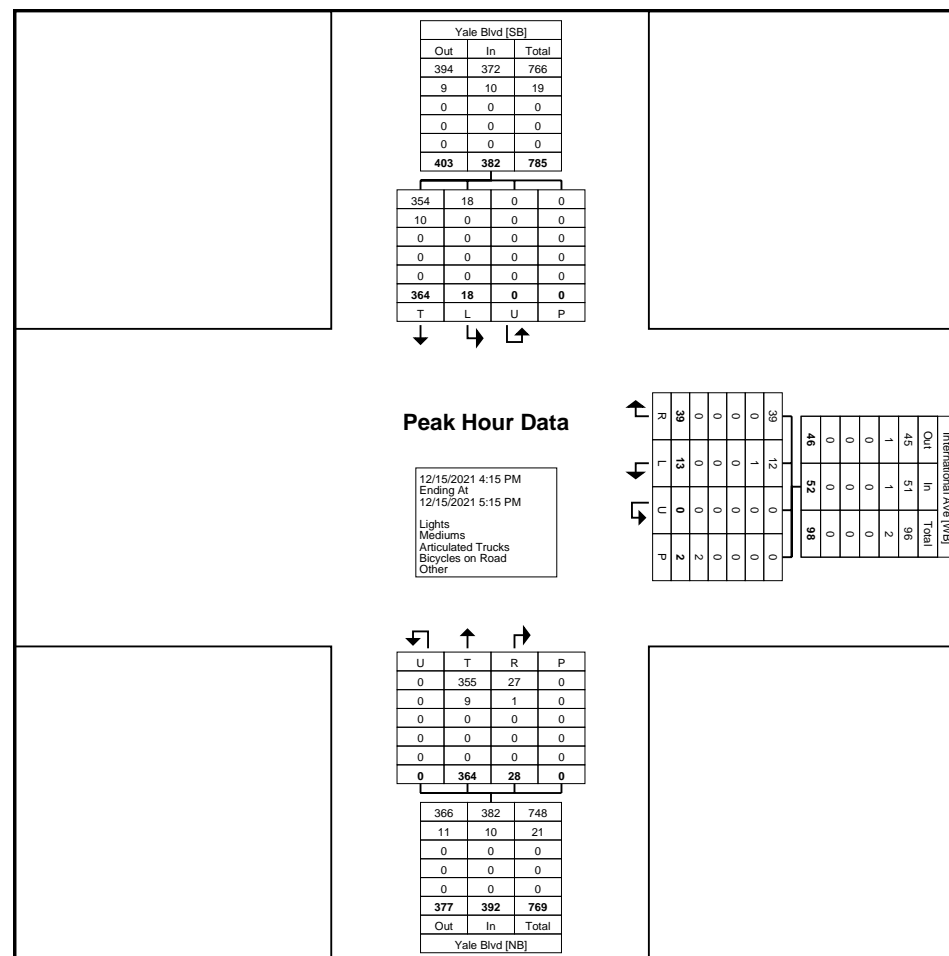 Yale Blvd [SB]
Out In Total
394 372 766
9 10 19
0 0 0
0 0 0
0 0 0
403 382 785
354 18 0 0
10 0 0 0
0 0 0 0
0 0 0 0
0 0 0 0
364 18 0 0
T L U P
Peak Hour Data
12/15/2021 4:15 PM
Ending At
12/15/2021 5:15 PM
Lights
Mediums
Articulated Trucks
Bicycles on Road
Other
R 39 0 0 0 0 39
L 13 0 0 0 1 12
U 0 0 0 0 0 0
P 2 2 0 0 0 0
International Ave [WB]
Out In Total
45 51 96
1 1 2
0 0 0
0 0 0
0 0 0
46 52 98
U T R P
0 355 27 0
0 9 1 0
0 0 0 0
0 0 0 0
0 0 0 0
0 364 28 0
366 382 748
11 10 21
0 0 0
0 0 0
0 0 0
377 392 769
Out In Total
Yale Blvd [NB]